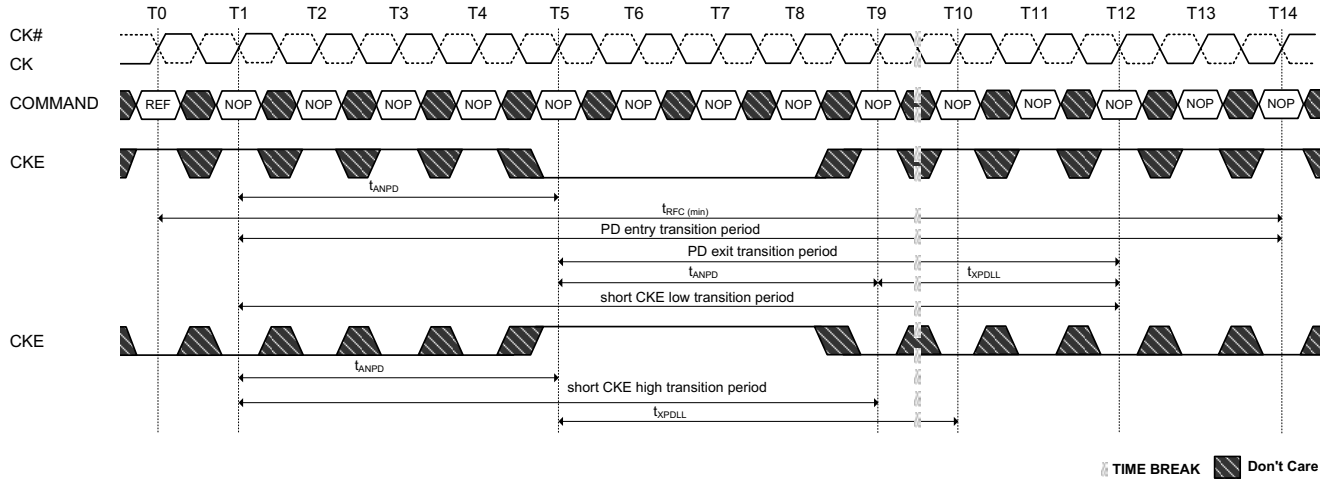 T0 T1 T2 T3 T4 T5 T6 T7 T8 T9 T10 T11 T12 T13 T14
CK#
CK
COMMAND REF NOP NOP NOP NOP NOP NOP NOP NOP NOP NOP NOP NOP NOP NOP
CKE
tANPD
tRFC (min)
PD entry transition period
PD exit transition period
tANPD tXPDLL
short CKE low transition period
CKE
tANPD
short CKE high transition period
tXPDLL
TIME BREAK Don't Care